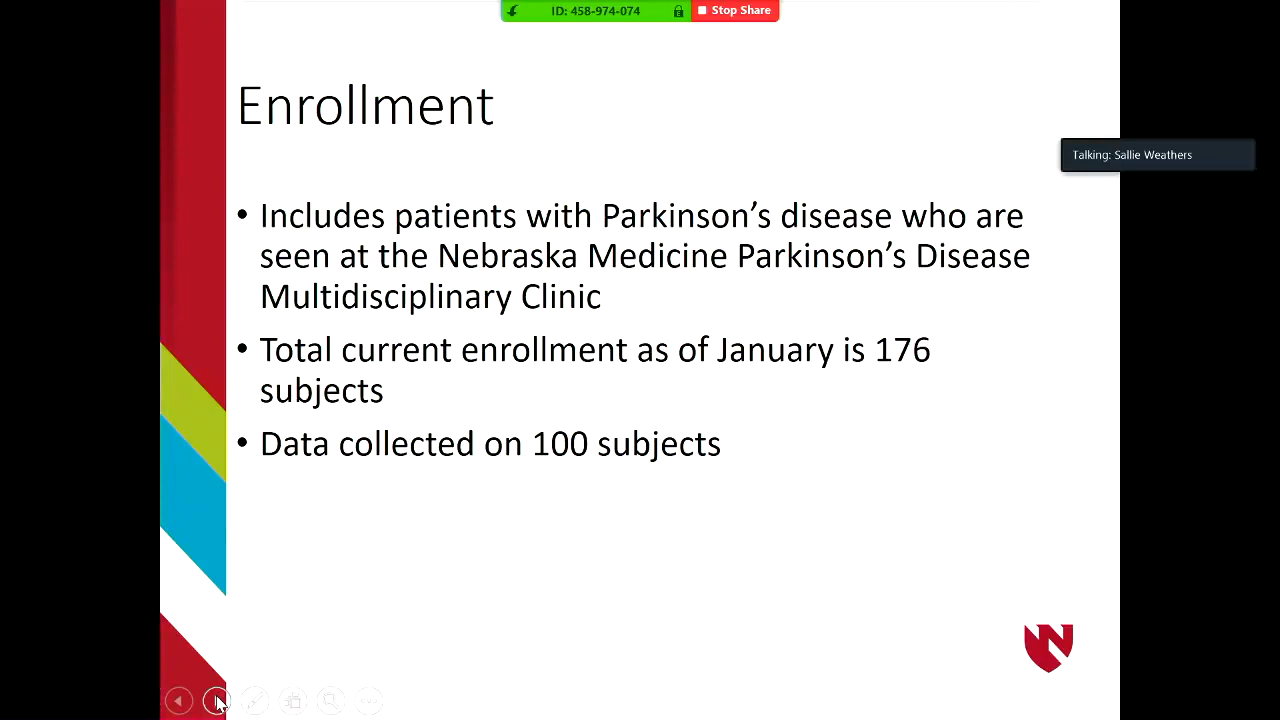 ID: 458-974-074
Stop Share
Enrollment
Talking: Sallie Weathers
• Includes patients with Parkinson’s disease who are
seen at the Nebraska Medicine Parkinson’s Disease
Multidisciplinary Clinic
• Total current enrollment as of January is 176
subjects
• Data collected on 100 subjects
N